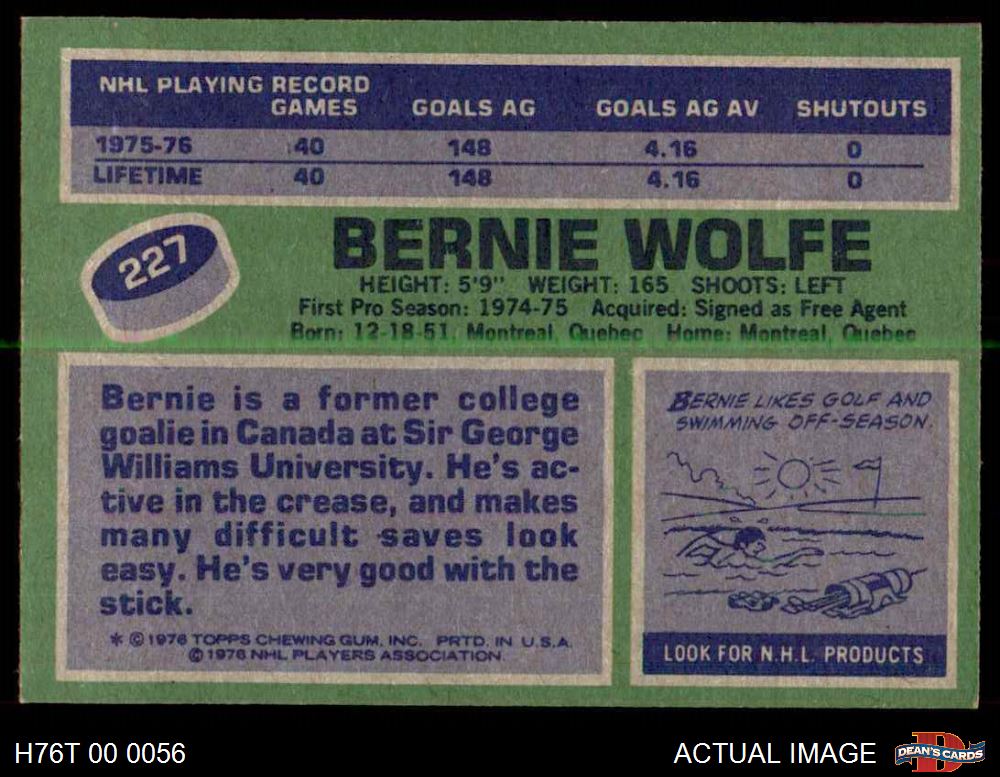 NHL PLAYING RECORD
GAMES GOALS AG GOALS AG AV SHUTOUTS
1975-76 40 148 4.16 0
LIFETIME 40 148 4.16 0
227
BERNIE WOLFE
HEIGHT: 5'9" WEIGHT: 165 SHOOTS: LEFT
First Pro Season: 1974-75 Acquired: Signed as Free Agent
Born: 12-18-51, Montreal, Quebec Home: Montreal, Quebec
Bernie is a former college
goalie in Canada at Sir George
Williams University. He's ac-
tive in the crease, and makes
many difficult saves look
easy. He's very good with the
stick.
* © 1976 TOPPS CHEWING GUM, INC. PRTD. IN U.S.A.
© 1976 NHL PLAYERS ASSOCIATION.
BERNIE LIKES GOLF AND
SWIMMING OFF-SEASON.
LOOK FOR N.H.L. PRODUCTS
H76T 00 0056
ACTUAL IMAGE
D
DEAN'S CARDS